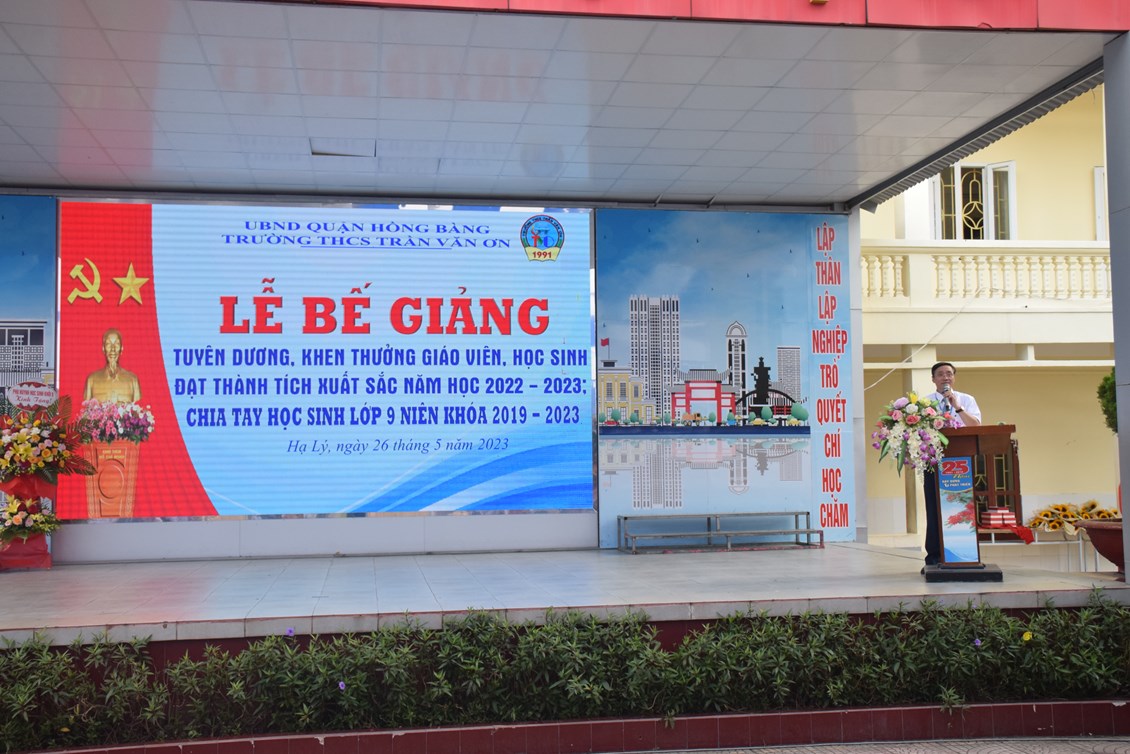 UBND QUẬN HỒNG BÀNG
TRƯỜNG THCS TRẦN VĂN ƠN
1991
LỄ BẾ GIẢNG
TUYÊN DƯƠNG, KHEN THƯỞNG GIÁO VIÊN, HỌC SINH
ĐẠT THÀNH TÍCH XUẤT SẮC NĂM HỌC 2022 – 2023;
CHIA TAY HỌC SINH LỚP 9 NIÊN KHÓA 2019 – 2023
Hạ Lý, ngày 26 tháng 5 năm 2023
LẬP
THÂN
LẬP
NGHIỆP
TRÒ
QUYẾT
CHÍ
HỌC
CHĂM
Kính Tặng
25